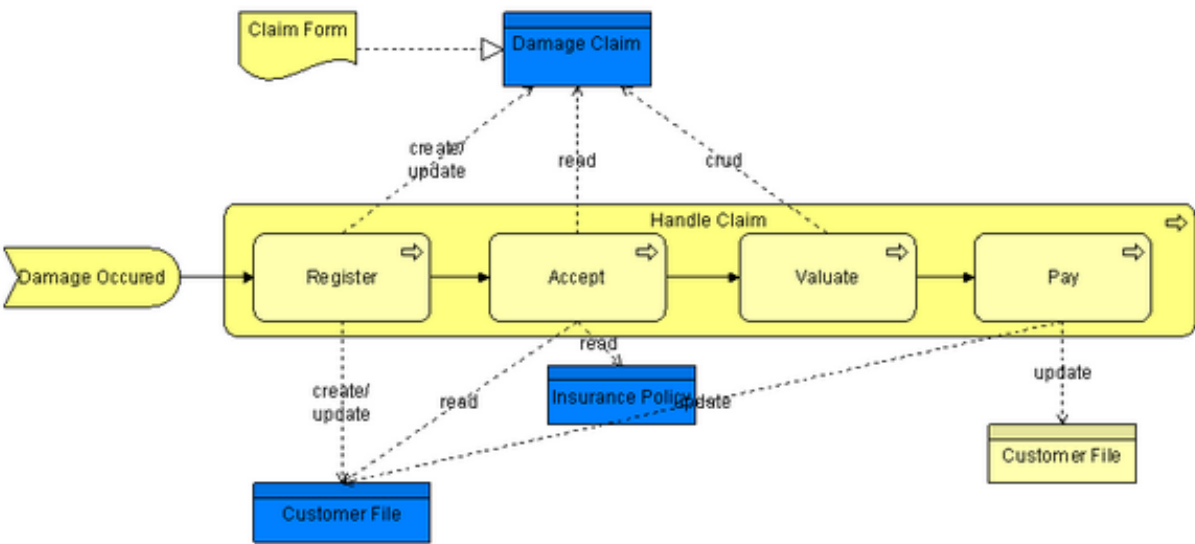 Claim Form
Damage Claim
create/
update
read
crud
Handle Claim
Damage Occured
Register
Accept
Valuate
Pay
read
create/
update
read
Insurance Policy
update
update
Customer File
Customer File